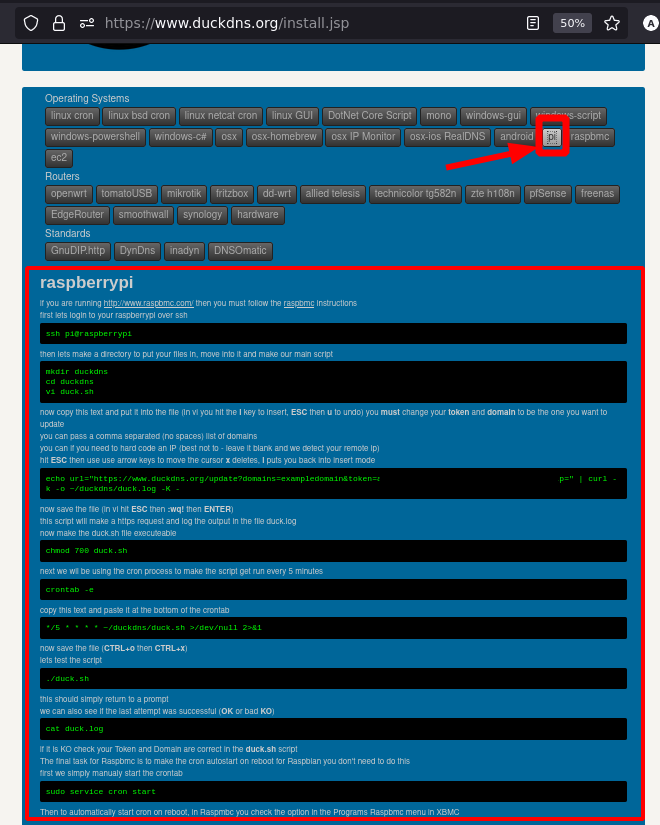 https://www.duckdns.org/install.jsp
50%
A
Operating Systems
linux cron linux bsd cron linux netcat cron linux GUI DotNet Core Script mono windows-gui windows-script
windows-powershell windows-c# osx osx-homebrew osx IP Monitor osx-ios RealDNS android pi raspbmc
ec2
Routers
openwrt tomatoUSB mikrotik fritzbox dd-wrt allied telesis technicolor tg582n zte h108n pfSense freenas
EdgeRouter smoothwall synology hardware
Standards
GnuDIP.http DynDns inadyn DNSOmatic
raspberrypi
if you are running http://www.raspbmc.com/ then you must follow the raspbmc instructions
first lets login to your raspberrypi over ssh
ssh pi@raspberrypi
then lets make a directory to put your files in, move into it and make our main script
mkdir duckdns
cd duckdns
vi duck.sh
now copy this text and put it into the file (in vi you hit the I key to insert, ESC then u to undo) you must change your token and domain to be the one you want to
update
you can pass a comma separated (no spaces) list of domains
you can if you need to hard code an IP (best not to - leave it blank and we detect your remote ip)
hit ESC then use use arrow keys to move the cursor x deletes, I puts you back into insert mode
echo url="https://www.duckdns.org/update?domains=exampledomain&token= p=" | curl -
k -o ~/duckdns/duck.log -K -
now save the file (in vi hit ESC then :wq! then ENTER)
this script will make a https request and log the output in the file duck.log
now make the duck.sh file executeable
chmod 700 duck.sh
next we wil be using the cron process to make the script get run every 5 minutes
crontab -e
copy this text and paste it at the bottom of the crontab
*/5 * * * * ~/duckdns/duck.sh >/dev/null 2>&1
now save the file (CTRL+o then CTRL+x)
lets test the script
./duck.sh
this should simply return to a prompt
we can also see if the last attempt was successful (OK or bad KO)
cat duck.log
if it is KO check your Token and Domain are correct in the duck.sh script
The final task for Raspbmc is to make the cron autostart on reboot for Raspbian you don't need to do this
first we simply manualy start the crontab
sudo service cron start
Then to automatically start cron on reboot, in Raspmbc you check the option in the Programs Raspbmc menu in XBMC